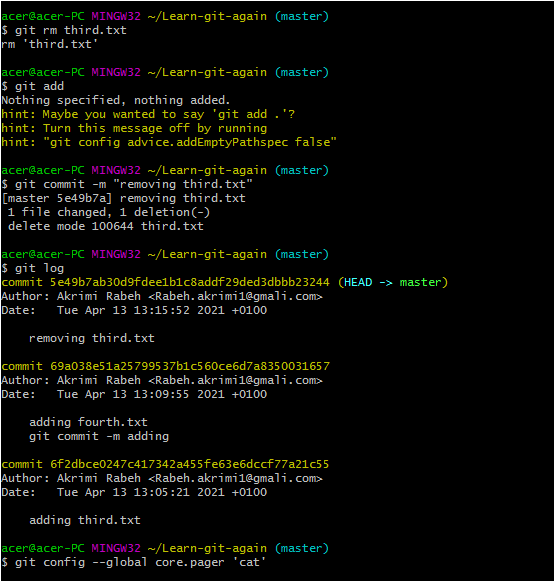 acer@acer-PC MINGW32 ~/Learn-git-again (master)
$ git rm third.txt
rm 'third.txt'
acer@acer-PC MINGW32 ~/Learn-git-again (master)
$ git add
Nothing specified, nothing added.
hint: Maybe you wanted to say 'git add .'?
hint: Turn this message off by running
hint: "git config advice.addEmptyPathspec false"
acer@acer-PC MINGW32 ~/Learn-git-again (master)
$ git commit -m "removing third.txt"
[master 5e49b7a] removing third.txt
 1 file changed, 1 deletion(-)
 delete mode 100644 third.txt
acer@acer-PC MINGW32 ~/Learn-git-again (master)
$ git log
commit 5e49b7ab30d9fdee1b1c8addf29ded3dbbb23244 (HEAD -> master)
Author: Akrimi Rabeh <Rabeh.akrimi1@gmali.com>
Date:   Tue Apr 13 13:15:52 2021 +0100
    removing third.txt
commit 69a038e51a25799537b1c560ce6d7a8350031657
Author: Akrimi Rabeh <Rabeh.akrimi1@gmali.com>
Date:   Tue Apr 13 13:09:55 2021 +0100
    adding fourth.txt
    git commit -m adding
commit 6f2dbce0247c417342a455fe63e6dccf77a21c55
Author: Akrimi Rabeh <Rabeh.akrimi1@gmali.com>
Date:   Tue Apr 13 13:05:21 2021 +0100
    adding third.txt
acer@acer-PC MINGW32 ~/Learn-git-again (master)
$ git config --global core.pager 'cat'